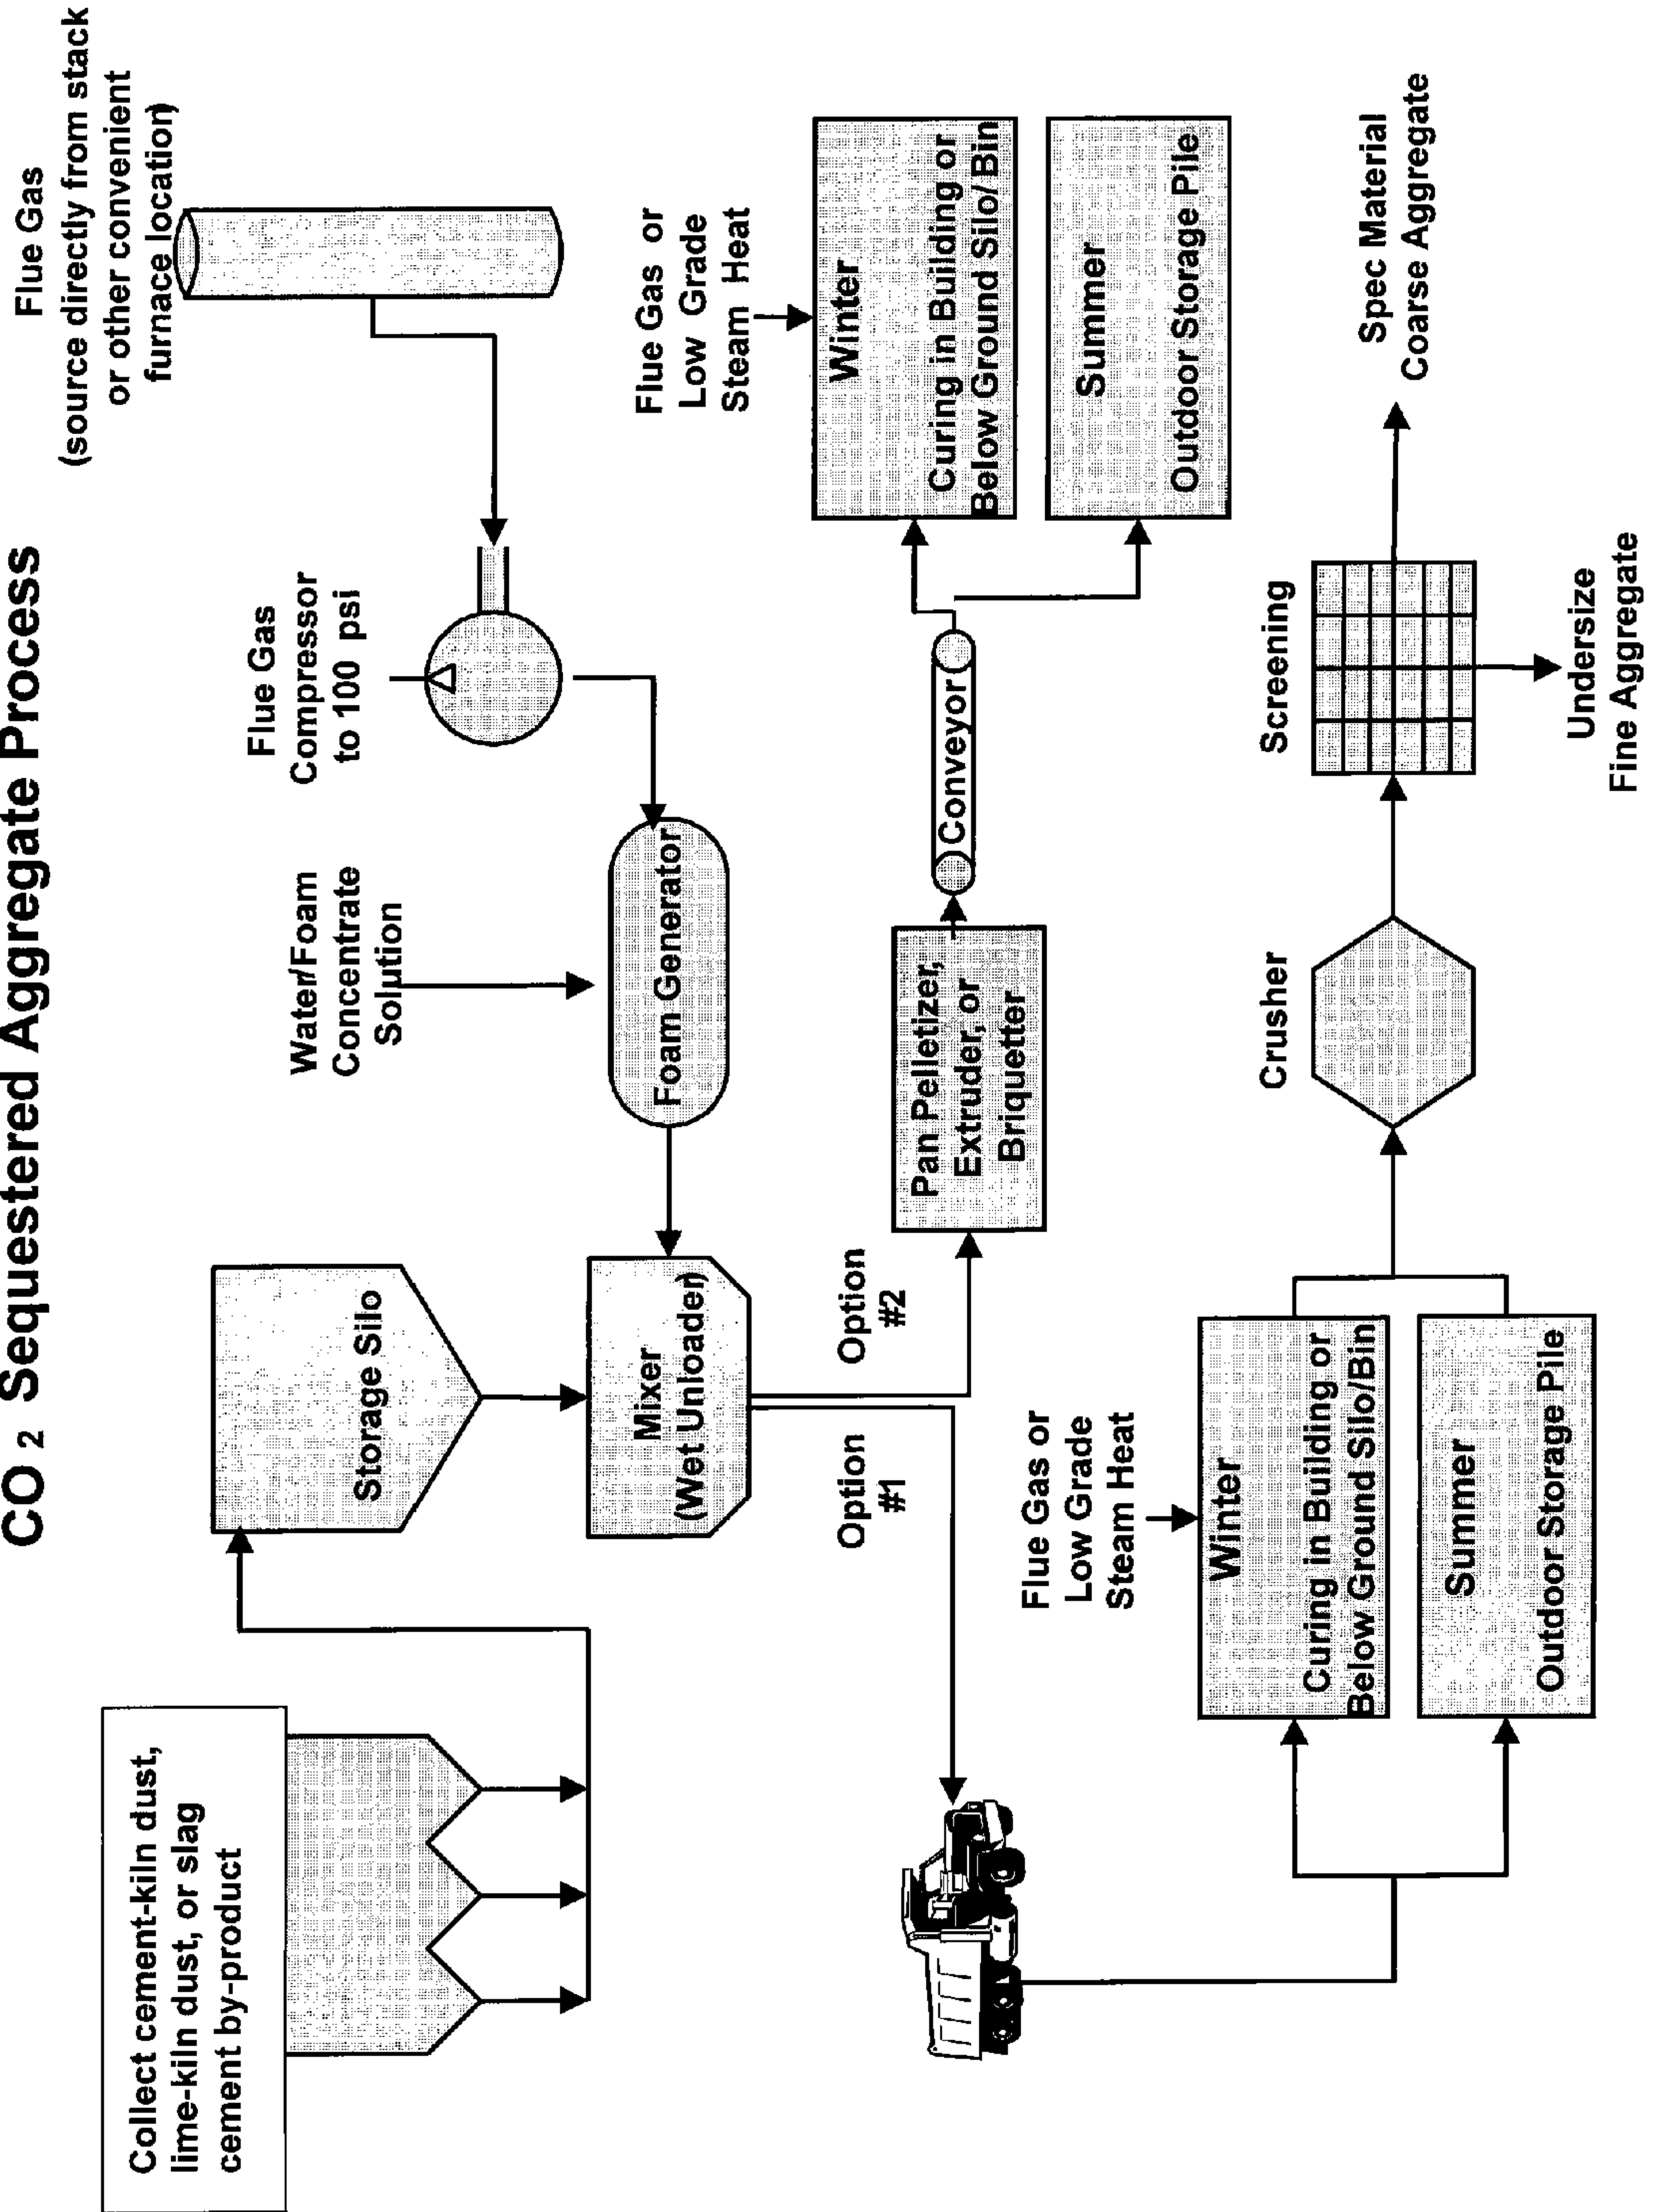 CO 2 Sequestered Aggregate Process
Collect cement-kiln dust,
lime-kiln dust, or slag
cement by-product
Storage Silo
Mixer
(Wet Unloader)
Water/Foam
Concentrate
Solution
Foam Generator
Flue Gas
Compressor
to 100 psi
Flue Gas
(source directly from stack
or other convenient
furnace location)
Option
#1
Option
#2
Pan Pelletizer,
Extruder, or
Briquetter
Conveyor
Flue Gas or
Low Grade
Steam Heat
Winter
Curing in Building or
Below Ground Silo/ Bin
Summer
Outdoor Storage Pile
Flue Gas or
Low Grade
Steam Heat
Winter
Curing in Building or
Below Ground Silo/Bin
Summer
Outdoor Storage Pile
Crusher
Screening
Undersize
Fine Aggregate
Spec Material
Coarse Aggregate